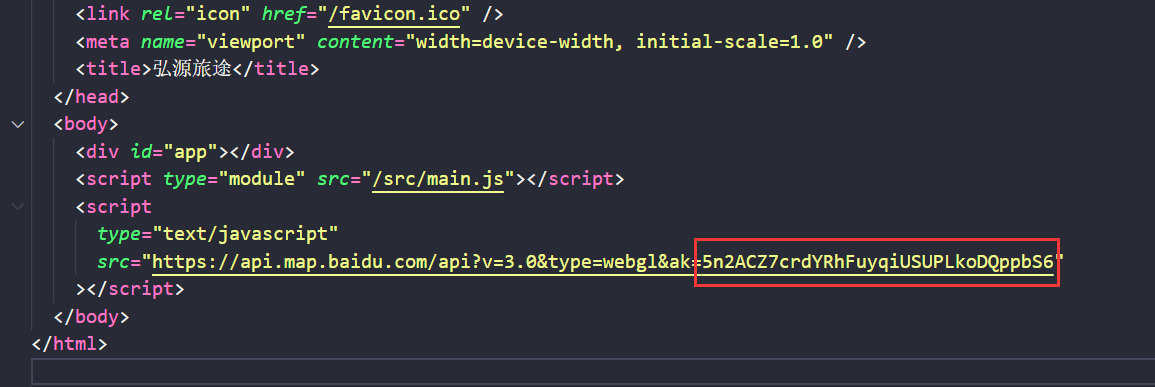 <link rel="icon" href="/favicon.ico" />
<meta name="viewport" content="width=device-width, initial-scale=1.0" />
<title>弘源旅途</title>
</head>
<body>
<div id="app"></div>
<script type="module" src="/src/main.js"></script>
<script
type="text/javascript"
src="https://api.map.baidu.com/api?v=3.0&type=webgl&ak=5n2ACZ7crdYRhFuyqiUSUPLkoDQppbS6"
></script>
</body>
</html>